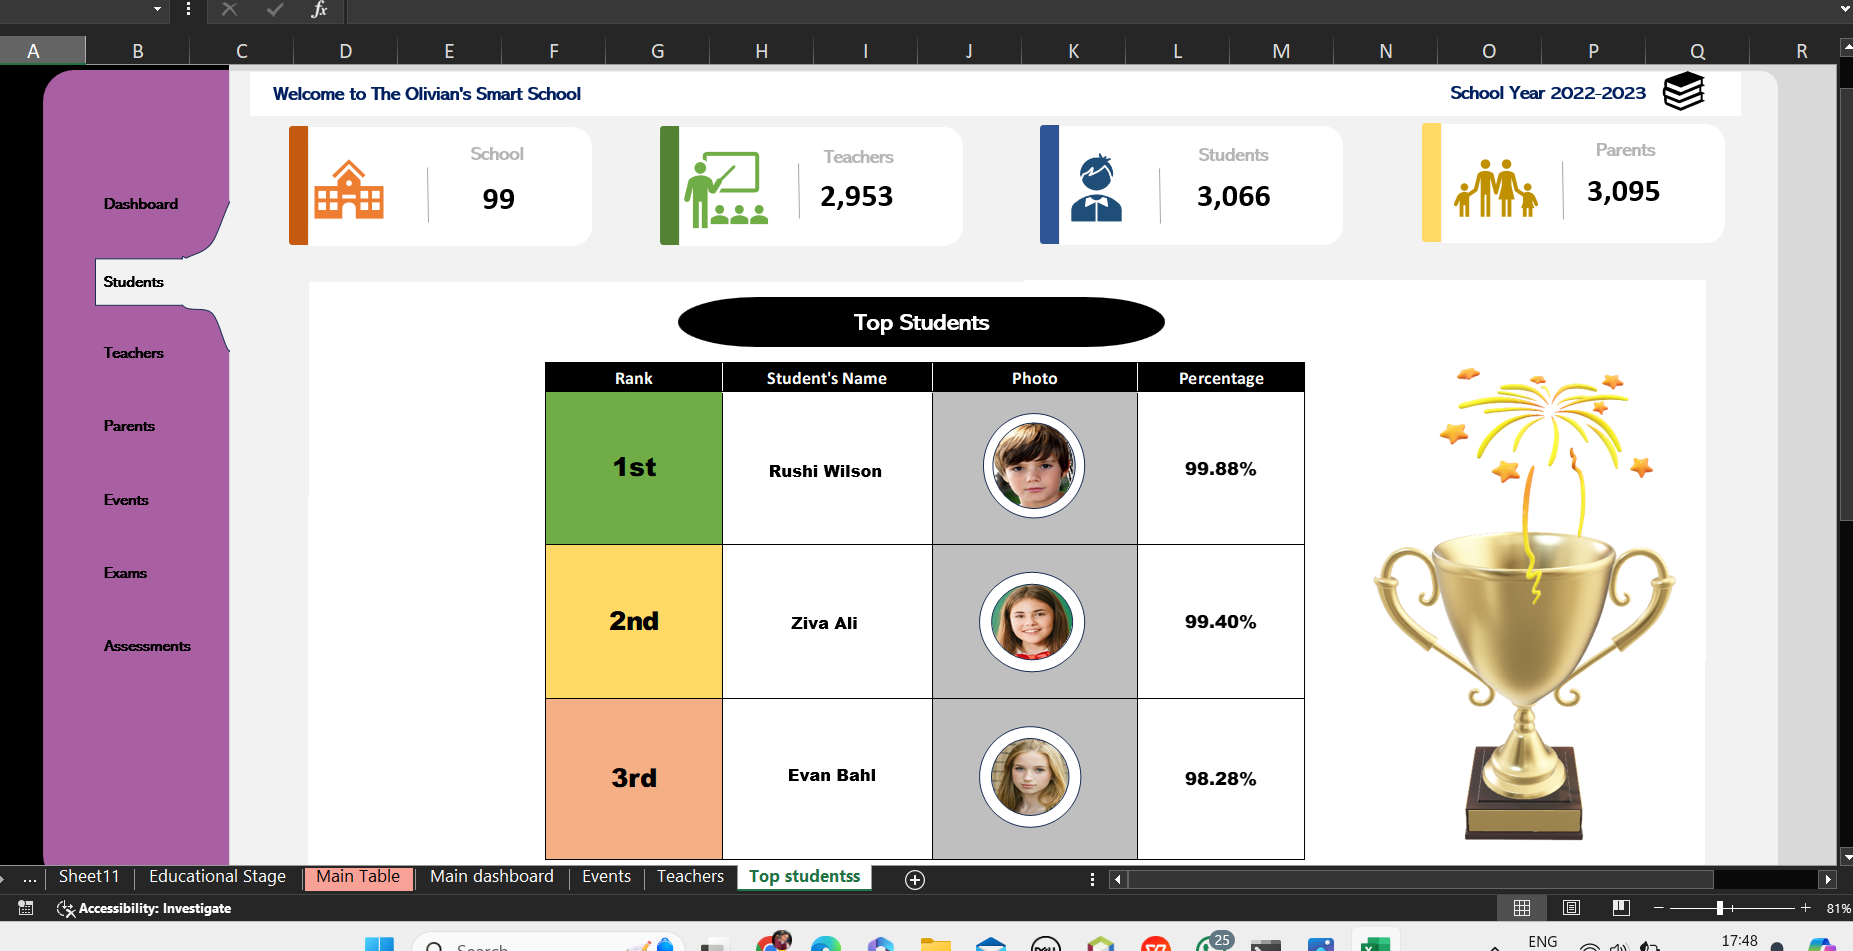 fx
A B C D E F G H I J K L M N O P Q R
Welcome to The Olivian's Smart School
School Year 2022-2023
School
99
Teachers
2,953
Students
3,066
Parents
3,095
Dashboard
Students
Teachers
Parents
Events
Exams
Assessments
Top Students
Rank Student's Name Photo Percentage
1st Rushi Wilson 99.88%
2nd Ziva Ali 99.40%
3rd Evan Bahl 98.28%
... Sheet11 Educational Stage Main Table Main dashboard Events Teachers Top studentss
Accessibility: Investigate
81%
Search
25
ENG
17:48